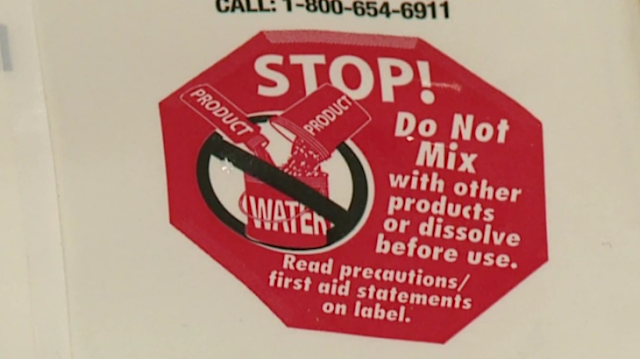 CALL: 1-800-654-6911
STOP!
PRODUCT
PRODUCT
WATER
Do Not
Mix
with other
products
or dissolve
before use.
Read precautions/
first aid statements
on label.